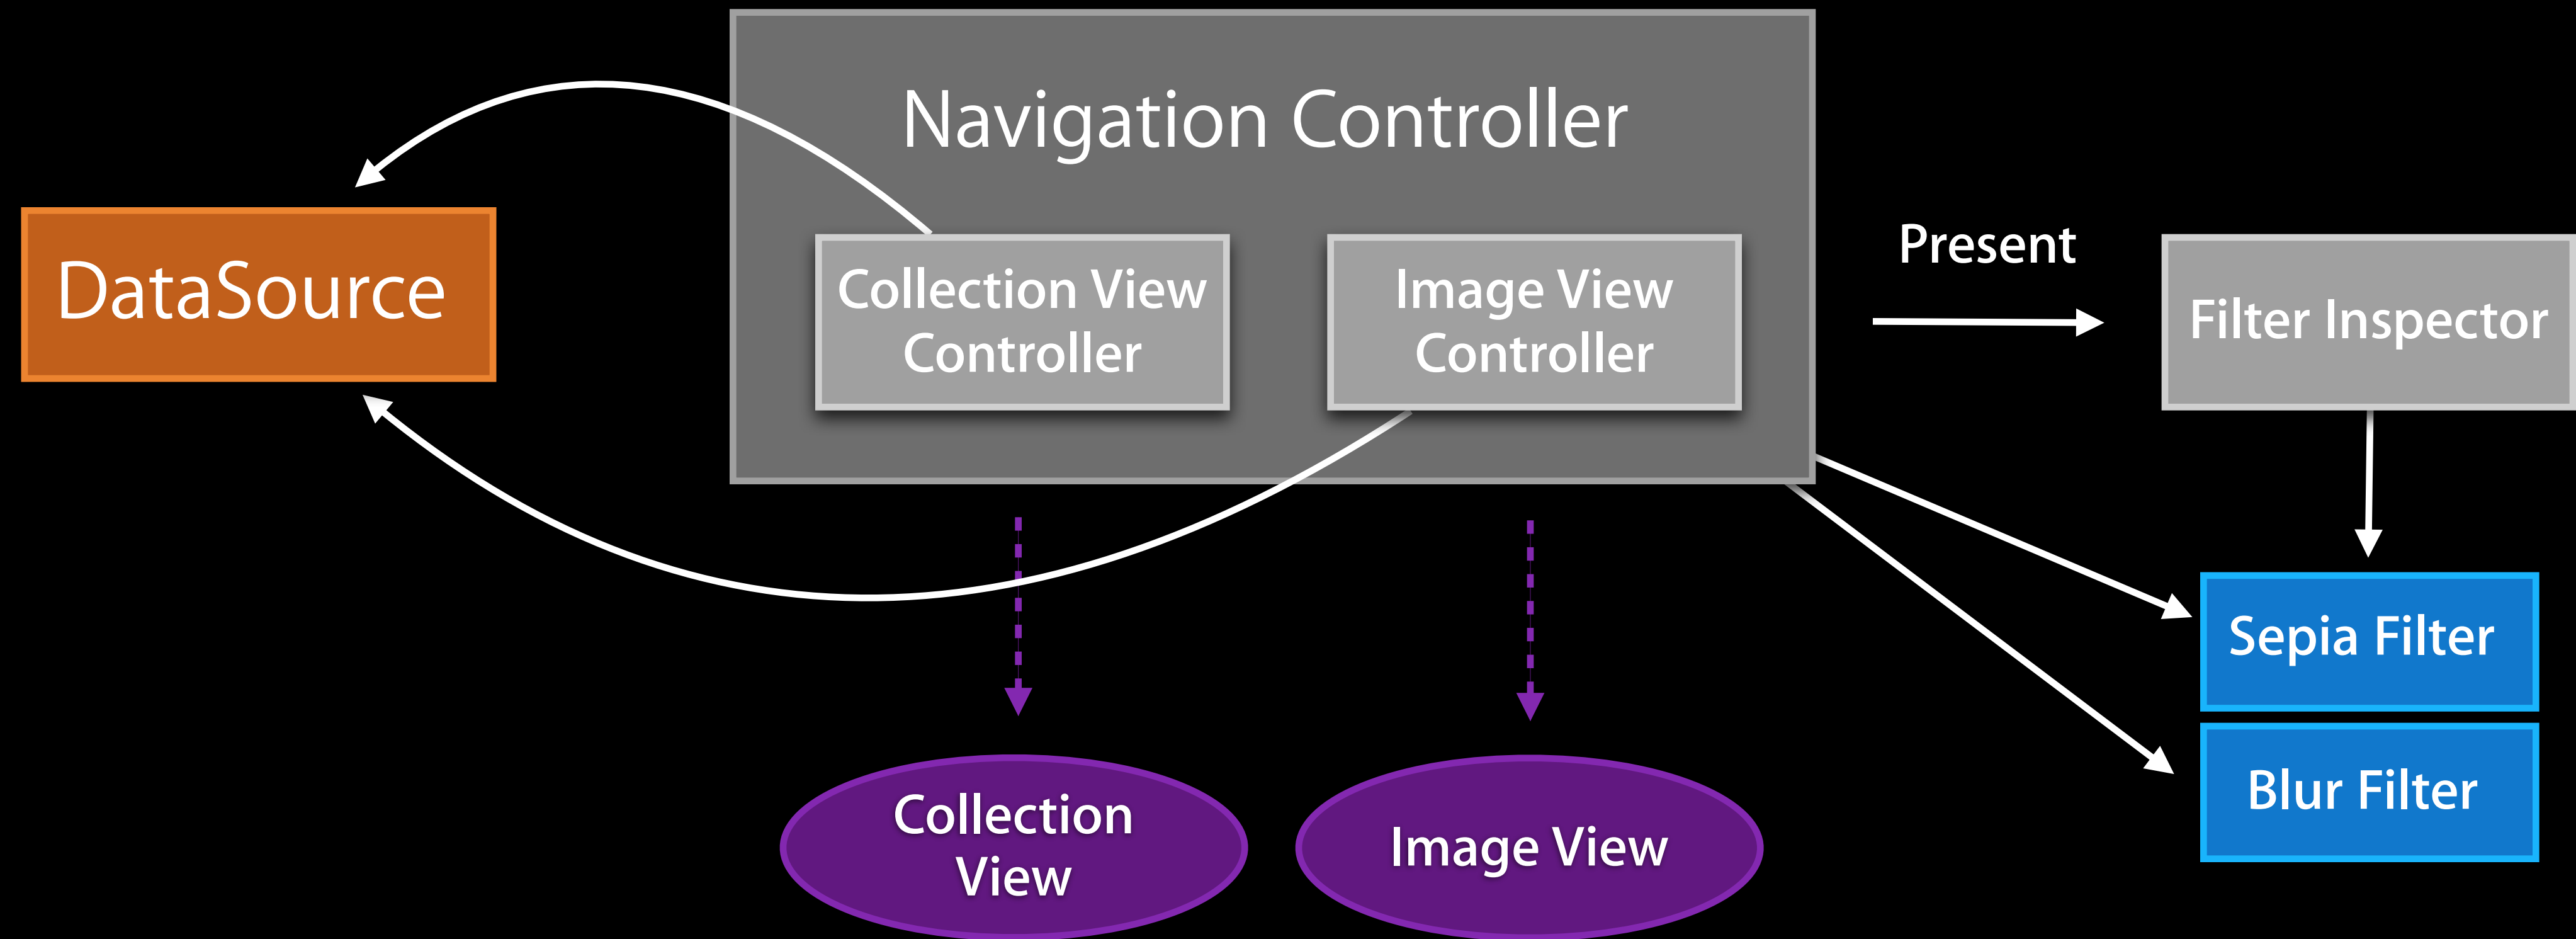 Navigation Controller
DataSource
Collection View
Controller
Image View
Controller
Present
Filter Inspector
Sepia Filter
Blur Filter
Collection
View
Image View